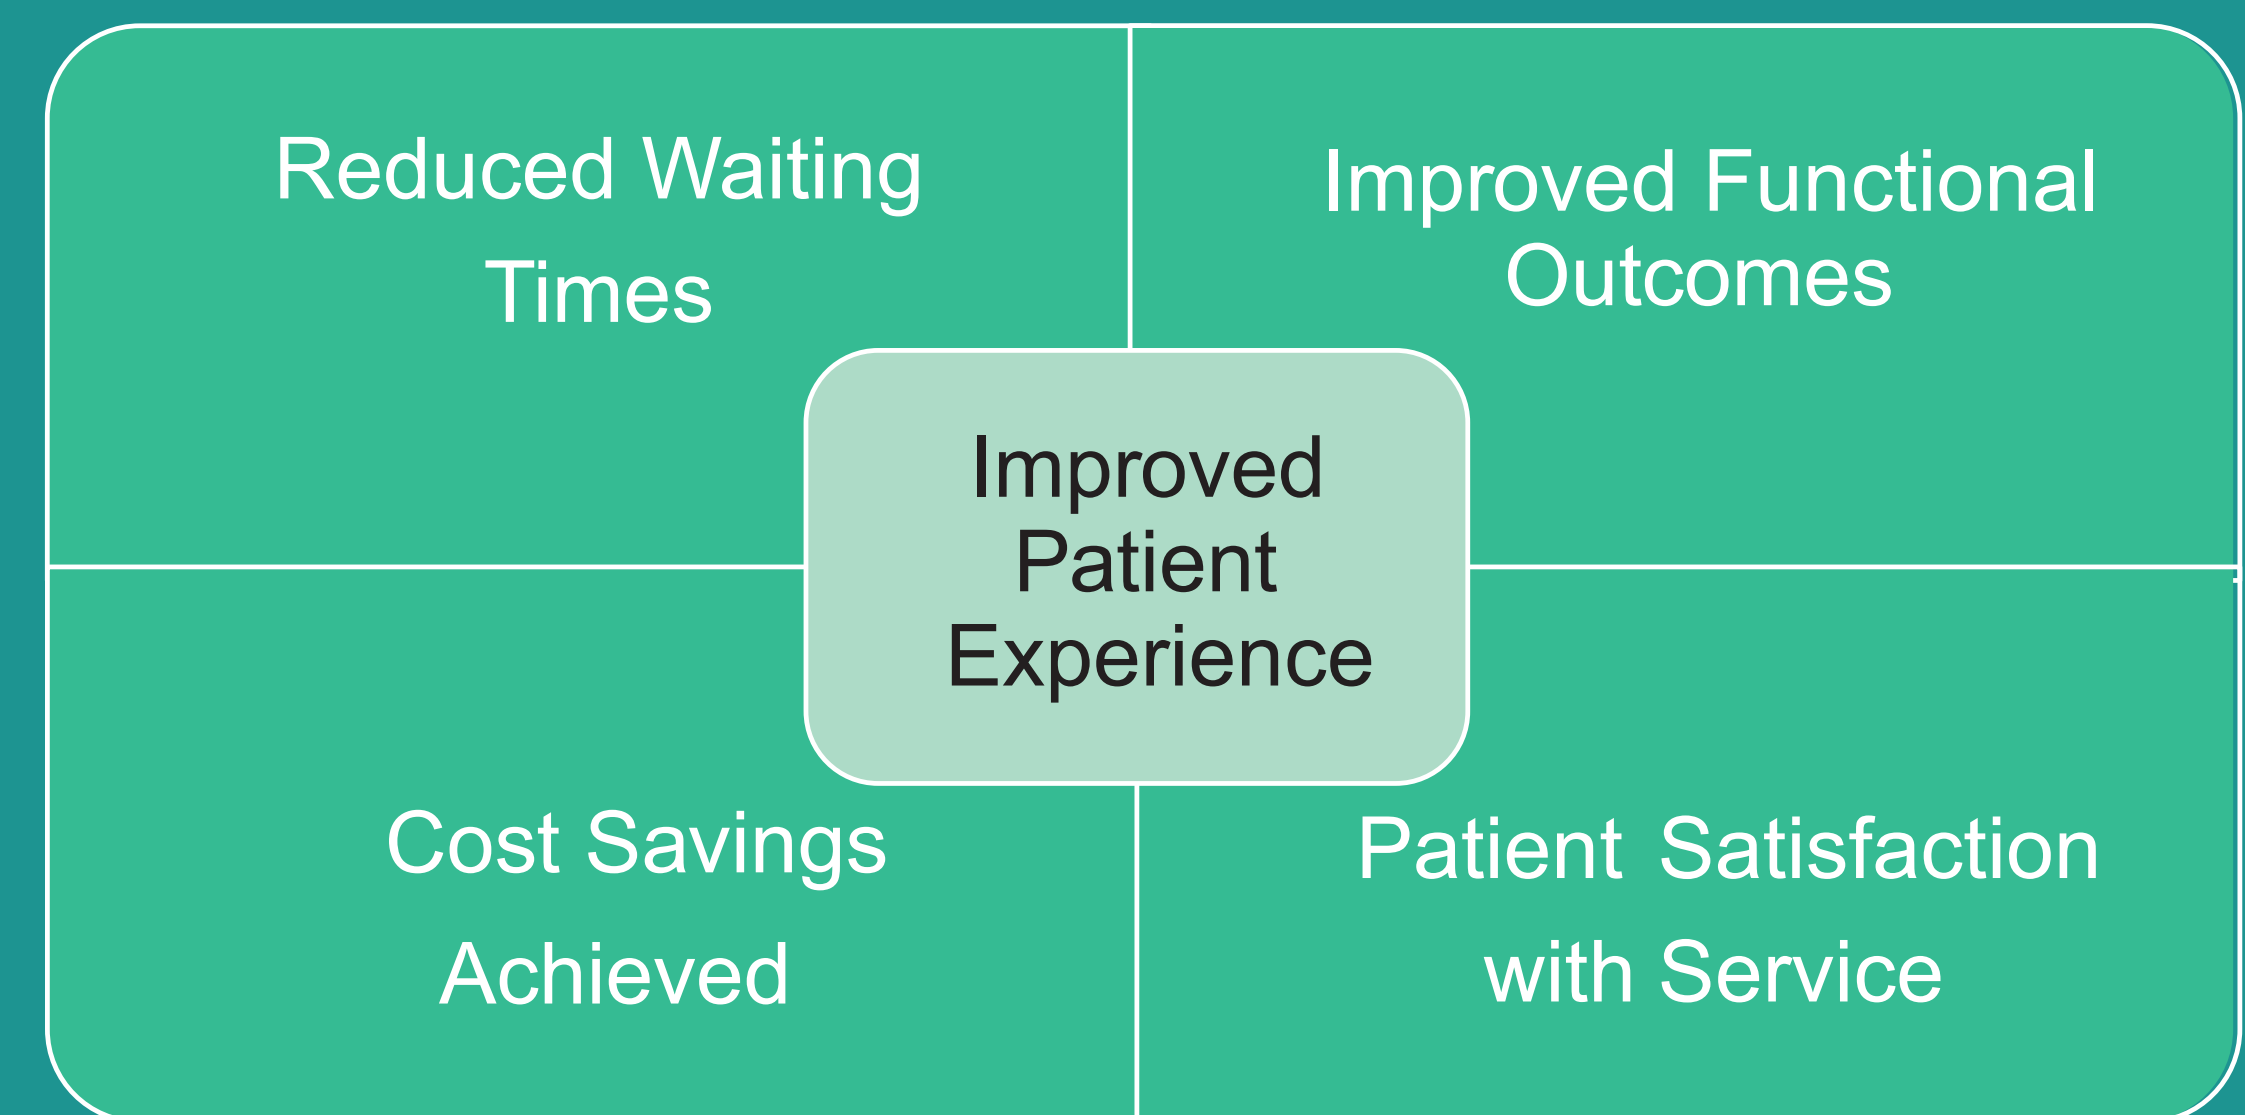 Reduced Waiting
Times
Improved Functional
Outcomes
Improved
Patient
Experience
Cost Savings
Achieved
Patient Satisfaction
with Service